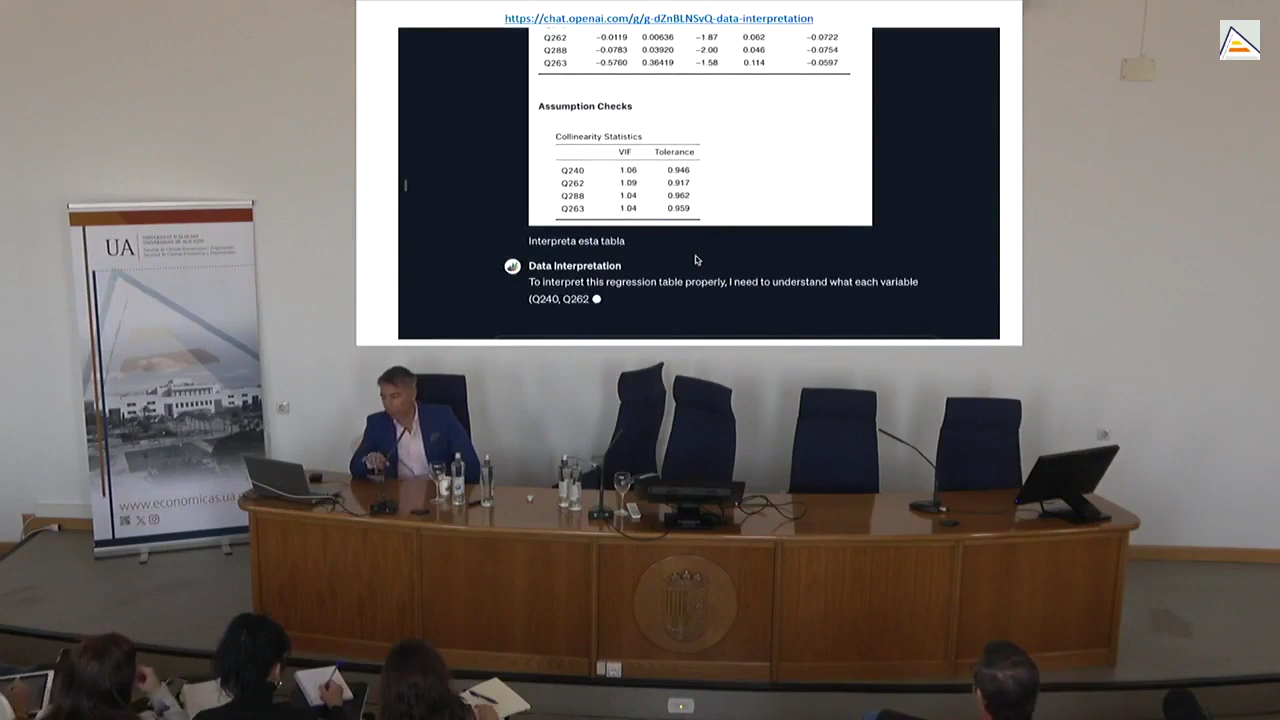 https://chat.openai.com/g/g-dZnBLNSvQ-data-interpretation
Q262 −0.0119 0.00636 −1.87 0.062 −0.0722
Q288 −0.0783 0.03920 −2.00 0.046 −0.0754
Q263 −0.5760 0.36419 −1.58 0.114 −0.0597
Assumption Checks
Collinearity Statistics
VIF Tolerance
Q240 1.06 0.946
Q262 1.09 0.917
Q288 1.04 0.962
Q263 1.04 0.959
Interpreta esta tabla
Data Interpretation
To interpret this regression table properly, I need to understand what each variable
(Q240, Q262
UA
www.economicas.ua